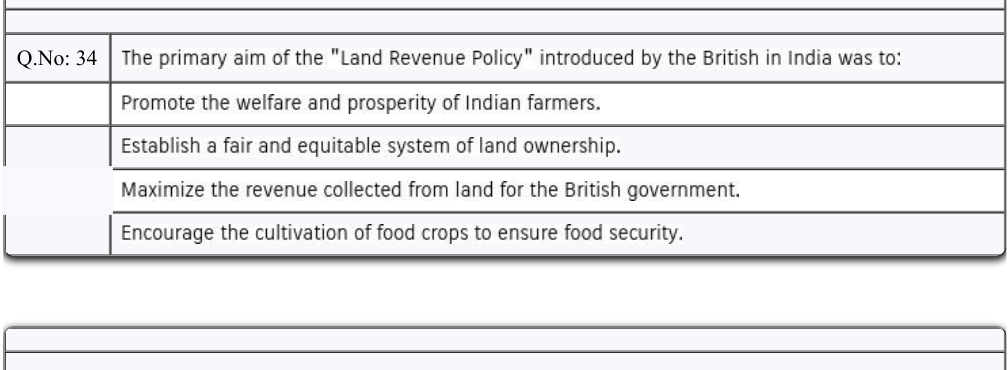 Q.No: 34 The primary aim of the "Land Revenue Policy" introduced by the British in India was to:
Promote the welfare and prosperity of Indian farmers.
Establish a fair and equitable system of land ownership.
Maximize the revenue collected from land for the British government.
Encourage the cultivation of food crops to ensure food security.